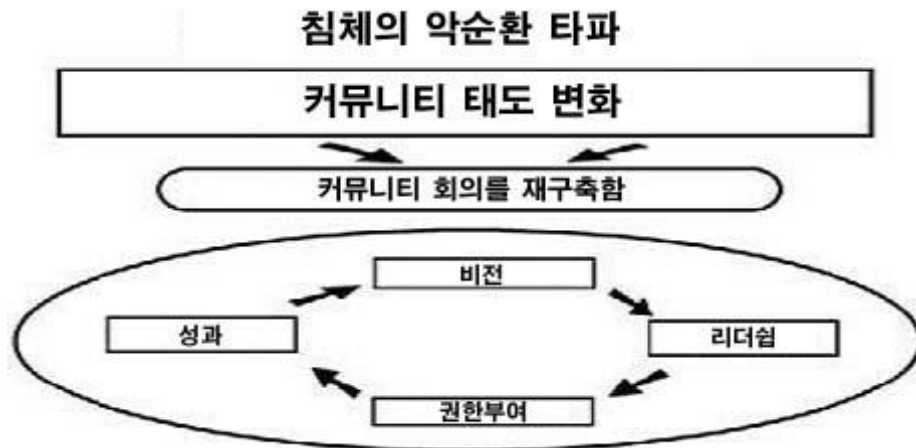 침체의 악순환 타파
커뮤니티 태도 변화
커뮤니티 회의를 재구축함
비전
성과
리더쉽
권한부여